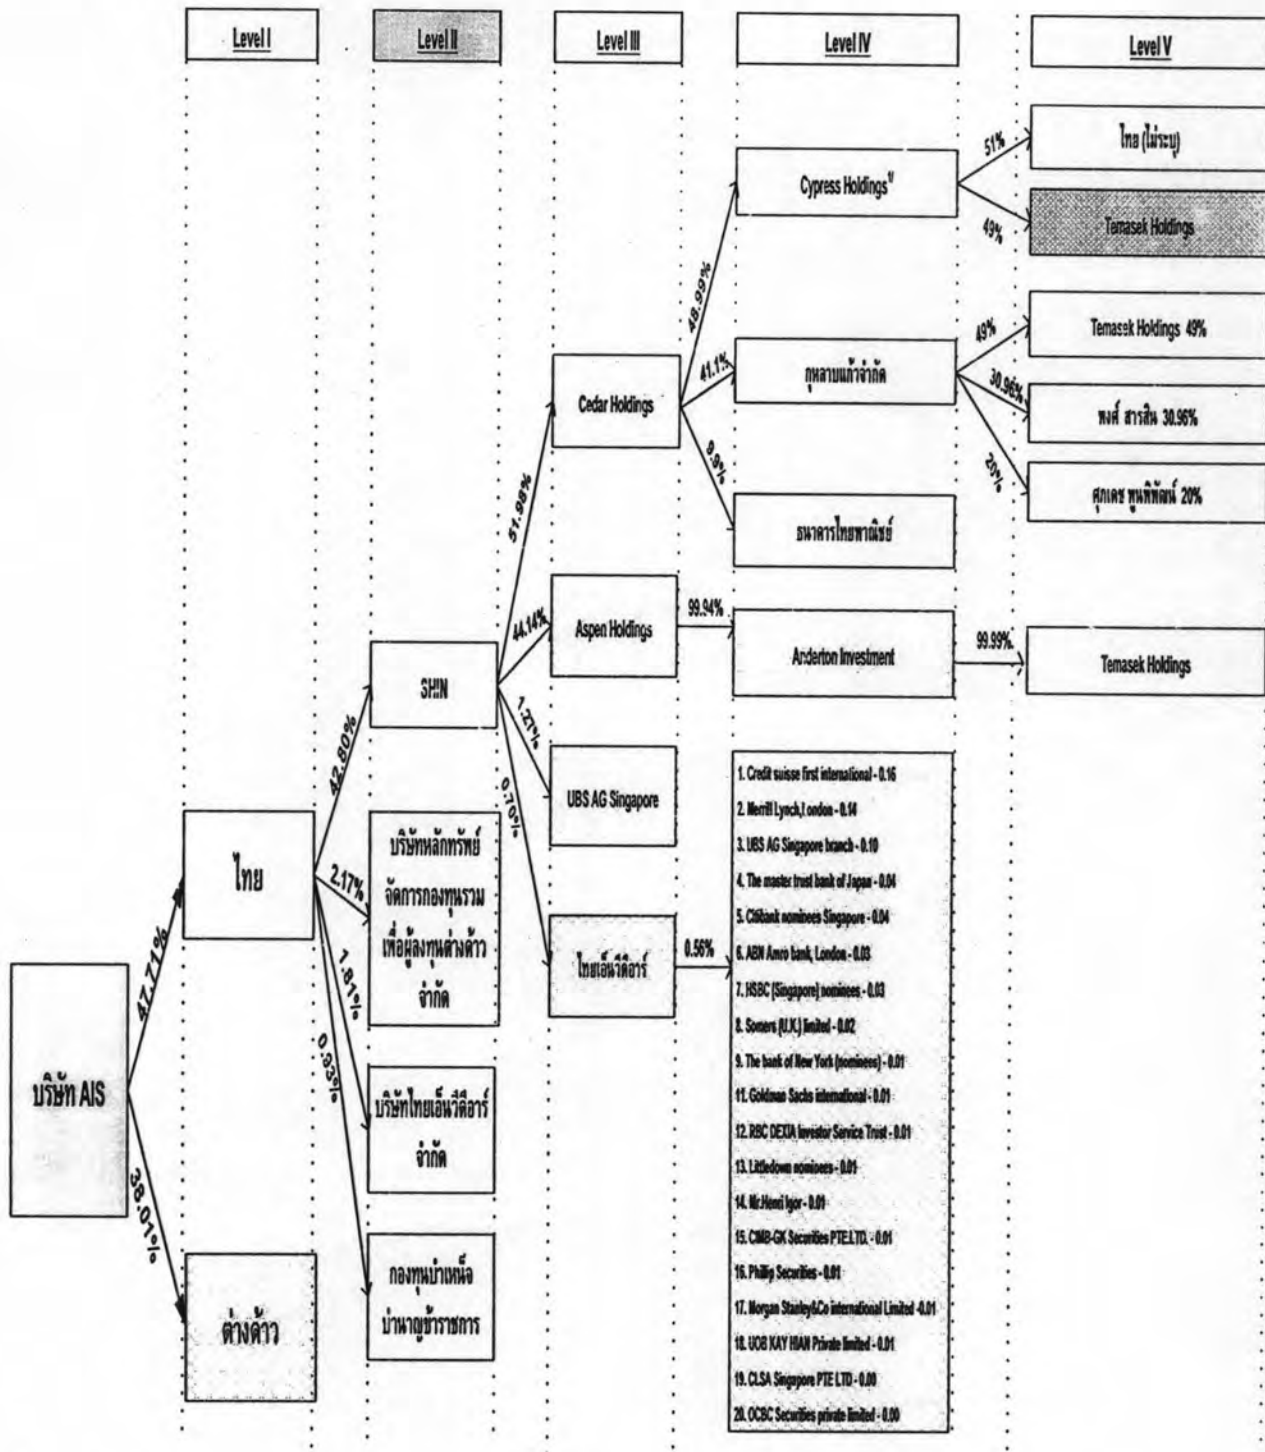 Level I
Level II
Level III
Level IV
Level V
บริษัท AIS
47.71%
38.01%
ไทย
ต่างด้าว
42.80%
2.17%
1.81%
0.93%
SHIN
บริษัทหลักทรัพย์
จัดการกองทุนรวม
เพื่อผู้ลงทุนต่างด้าว
จำกัด
บริษัทไทยเอ็นวีดีอาร์
จำกัด
กองทุนบำเหน็จ
บำนาญข้าราชการ
51.98%
44.14%
1.27%
0.70%
Cedar Holdings
Aspen Holdings
UBS AG Singapore
ไทยเอ็นวีดีอาร์
48.99%
41.1%
9.9%
99.94%
0.56%
Cypress Holdings1/
กุหลาบแก้วจำกัด
ธนาคารไทยพาณิชย์
Anderton Investment
1. Credit suisse first international - 0.16
2. Merrill Lynch,London - 0.14
3. UBS AG Singapore branch - 0.10
4. The master trust bank of Japan - 0.04
5. Citibank nominees Singapore - 0.04
6. ABN Amro bank, London - 0.03
7. HSBC (Singapore) nominees - 0.03
8. Somers (U.K.) limited - 0.02
9. The bank of New York (nominees) - 0.01
11. Goldman Sachs international - 0.01
12. RBC DEXIA Investor Service Trust - 0.01
13. Littledown nominees - 0.01
14. Mr.Henri Igor - 0.01
15. CIMB-GK Securities PTE.LTD. - 0.01
16. Phillip Securities - 0.01
17. Morgan Stanley&Co international Limited -0.01
18. UOB KAY HIAN Private limited - 0.01
19. CLSA Singapore PTE LTD - 0.00
20. OCBC Securities private limited - 0.00
51%
49%
49%
30.96%
20%
99.99%
ไทย (ไม่ระบุ)
Temasek Holdings
Temasek Holdings 49%
พงศ์ สารสิน 30.96%
ศุภเดช พูนพิพัฒน์ 20%
Temasek Holdings